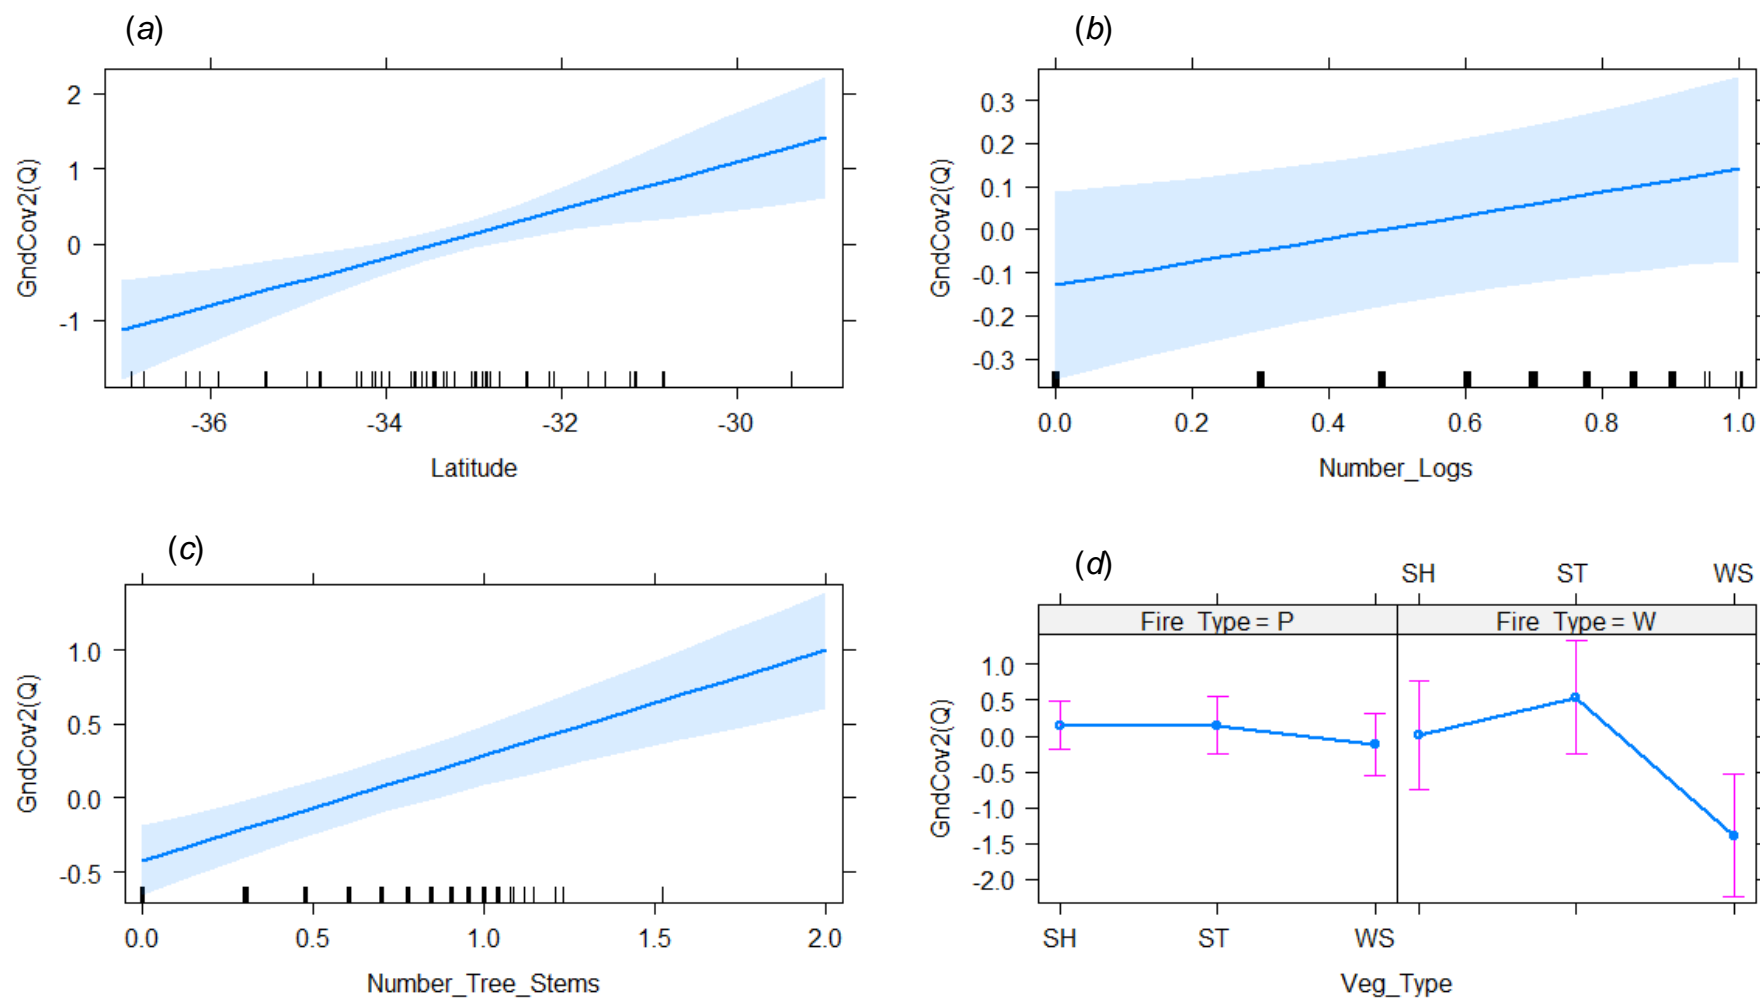 (a)
2
1
0
-1
GndCov2(Q)
-36 -34 -32 -30
Latitude
(b)
0.3
0.2
0.1
0.0
-0.1
-0.2
-0.3
GndCov2(Q)
0.0 0.2 0.4 0.6 0.8 1.0
Number_Logs
(c)
1.0
0.5
0.0
-0.5
GndCov2(Q)
0.0 0.5 1.0 1.5 2.0
Number_Tree_Stems
(d)
SH ST WS
Fire_Type = P Fire_Type = W
1.0
0.5
0.0
-0.5
-1.0
-1.5
-2.0
GndCov2(Q)
SH ST WS
Veg_Type